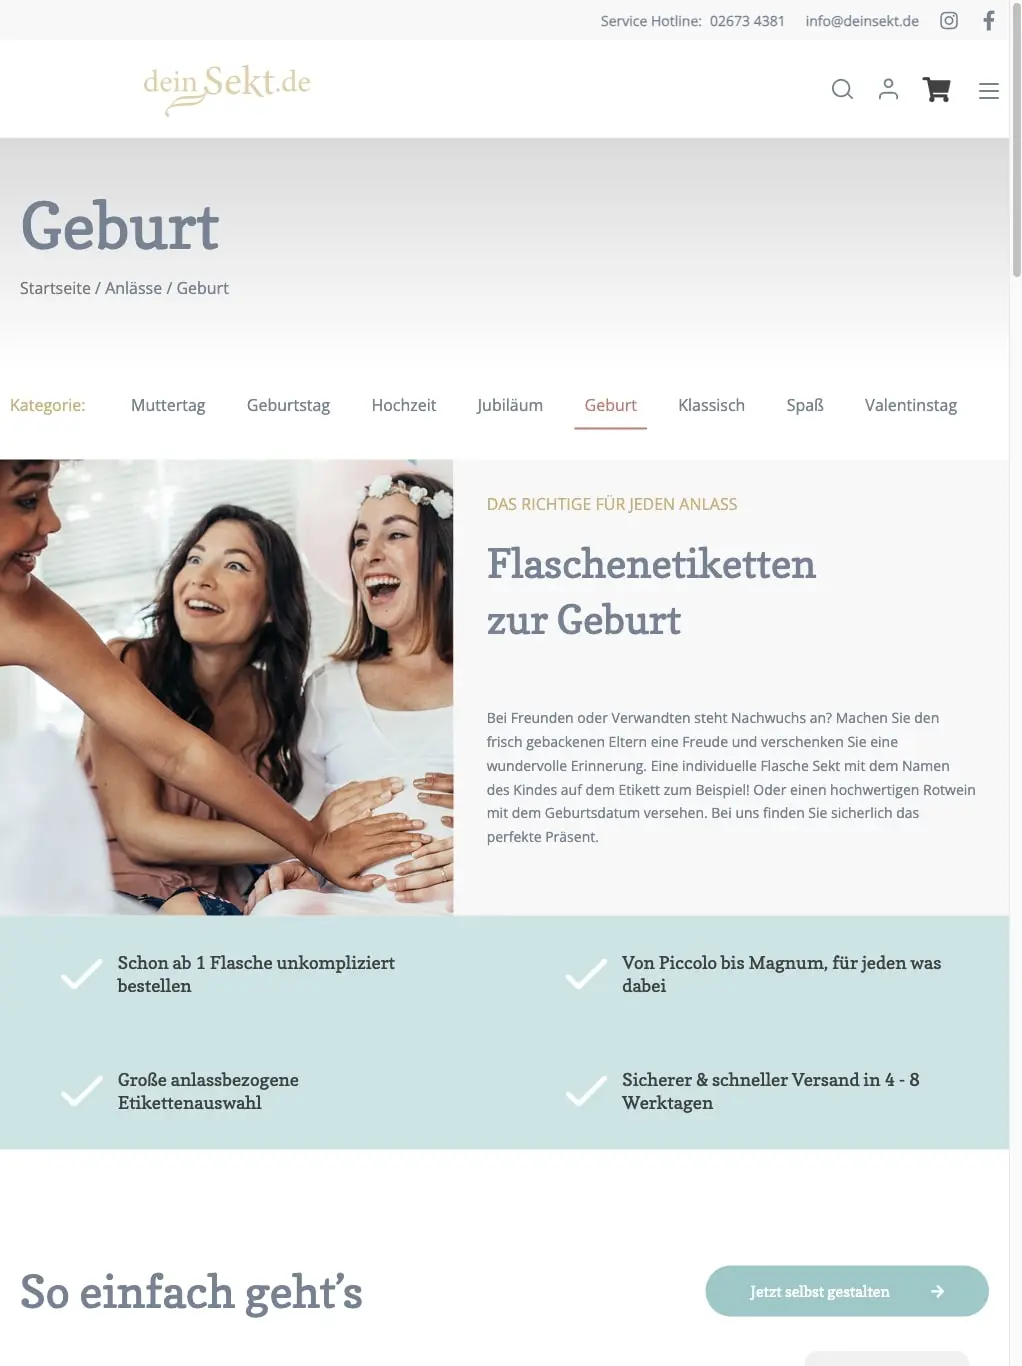 Service Hotline: 02673 4381 info@deinsekt.de
dein Sekt.de
Geburt
Startseite / Anlässe / Geburt
Kategorie: Muttertag Geburtstag Hochzeit Jubiläum Geburt Klassisch Spaß Valentinstag
DAS RICHTIGE FÜR JEDEN ANLASS
Flaschenetiketten
zur Geburt
Bei Freunden oder Verwandten steht Nachwuchs an? Machen Sie den
frisch gebackenen Eltern eine Freude und verschenken Sie eine
wundervolle Erinnerung. Eine individuelle Flasche Sekt mit dem Namen
des Kindes auf dem Etikett zum Beispiel! Oder einen hochwertigen Rotwein
mit dem Geburtsdatum versehen. Bei uns finden Sie sicherlich das
perfekte Präsent.
Schon ab 1 Flasche unkompliziert
bestellen
Von Piccolo bis Magnum, für jeden was
dabei
Große anlassbezogene
Etikettenauswahl
Sicherer & schneller Versand in 4 - 8
Werktagen
So einfach geht's
Jetzt selbst gestalten